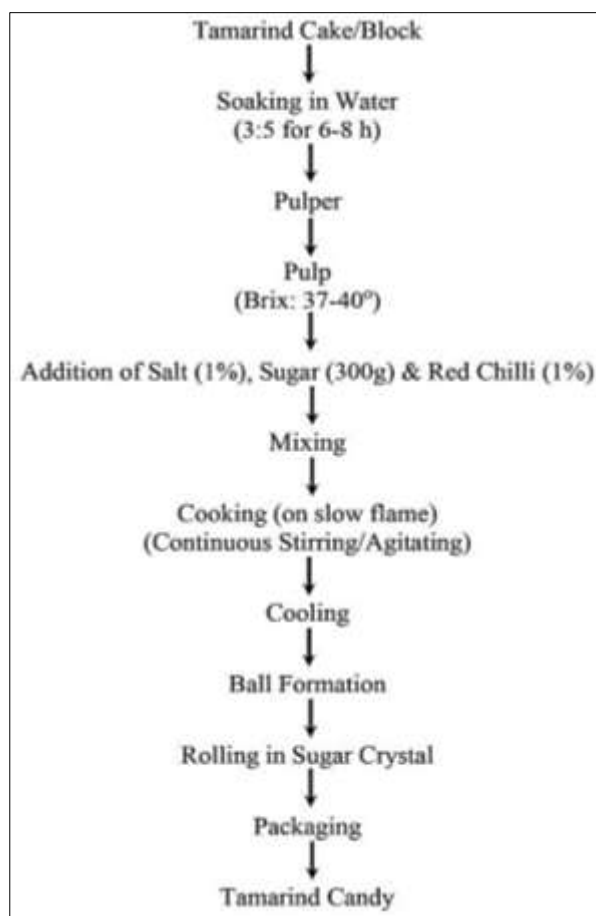 Tamarind Cake/Block
Soaking in Water
(3:5 for 6-8 h)
Pulper
Pulp
(Brix: 37-40°)
Addition of Salt (1%), Sugar (300g) & Red Chilli (1%)
Mixing
Cooking (on slow flame)
(Continuous Stirring/Agitating)
Cooling
Ball Formation
Rolling in Sugar Crystal
Packaging
Tamarind Candy